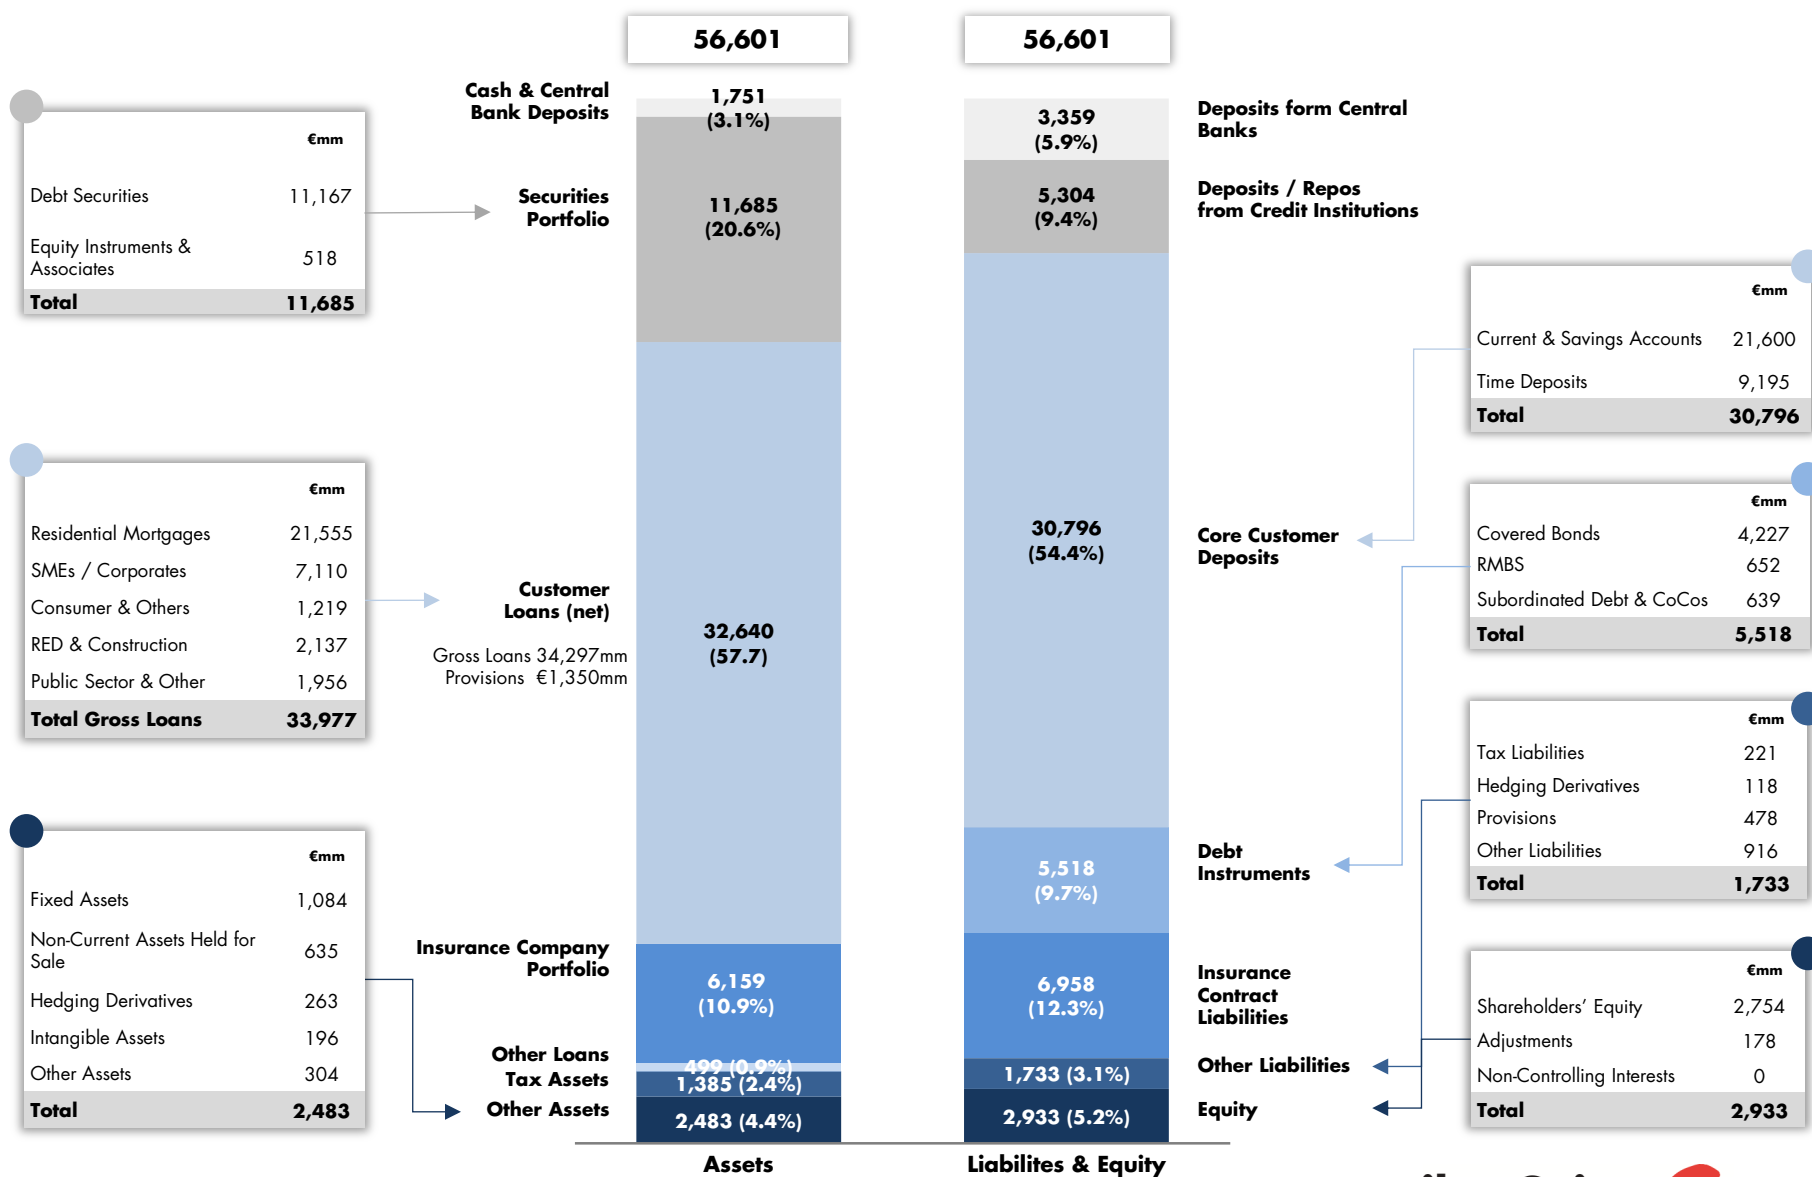 56,601
56,601
Cash & Central
Bank Deposits
1,751
(3.1%)
Securities
Portfolio
11,685
(20.6%)
Customer
Loans (net)
Gross Loans 34,297mm
Provisions €1,350mm
32,640
(57.7)
Insurance Company
Portfolio
6,159
(10.9%)
Other Loans
499 (0.9%)
Tax Assets
1,385 (2.4%)
Other Assets
2,483 (4.4%)
Assets
3,359
(5.9%)
Deposits form Central
Banks
5,304
(9.4%)
Deposits / Repos
from Credit Institutions
30,796
(54.4%)
Core Customer
Deposits
5,518
(9.7%)
Debt
Instruments
6,958
(12.3%)
Insurance
Contract
Liabilities
1,733 (3.1%)
Other Liabilities
2,933 (5.2%)
Equity
Liabilites & Equity
€mm
Debt Securities 11,167
Equity Instruments &
Associates 518
Total 11,685
€mm
Residential Mortgages 21,555
SMEs / Corporates 7,110
Consumer & Others 1,219
RED & Construction 2,137
Public Sector & Other 1,956
Total Gross Loans 33,977
€mm
Fixed Assets 1,084
Non-Current Assets Held for
Sale 635
Hedging Derivatives 263
Intangible Assets 196
Other Assets 304
Total 2,483
€mm
Current & Savings Accounts 21,600
Time Deposits 9,195
Total 30,796
€mm
Covered Bonds 4,227
RMBS 652
Subordinated Debt & CoCos 639
Total 5,518
€mm
Tax Liabilities 221
Hedging Derivatives 118
Provisions 478
Other Liabilities 916
Total 1,733
€mm
Shareholders’ Equity 2,754
Adjustments 178
Non-Controlling Interests 0
Total 2,933